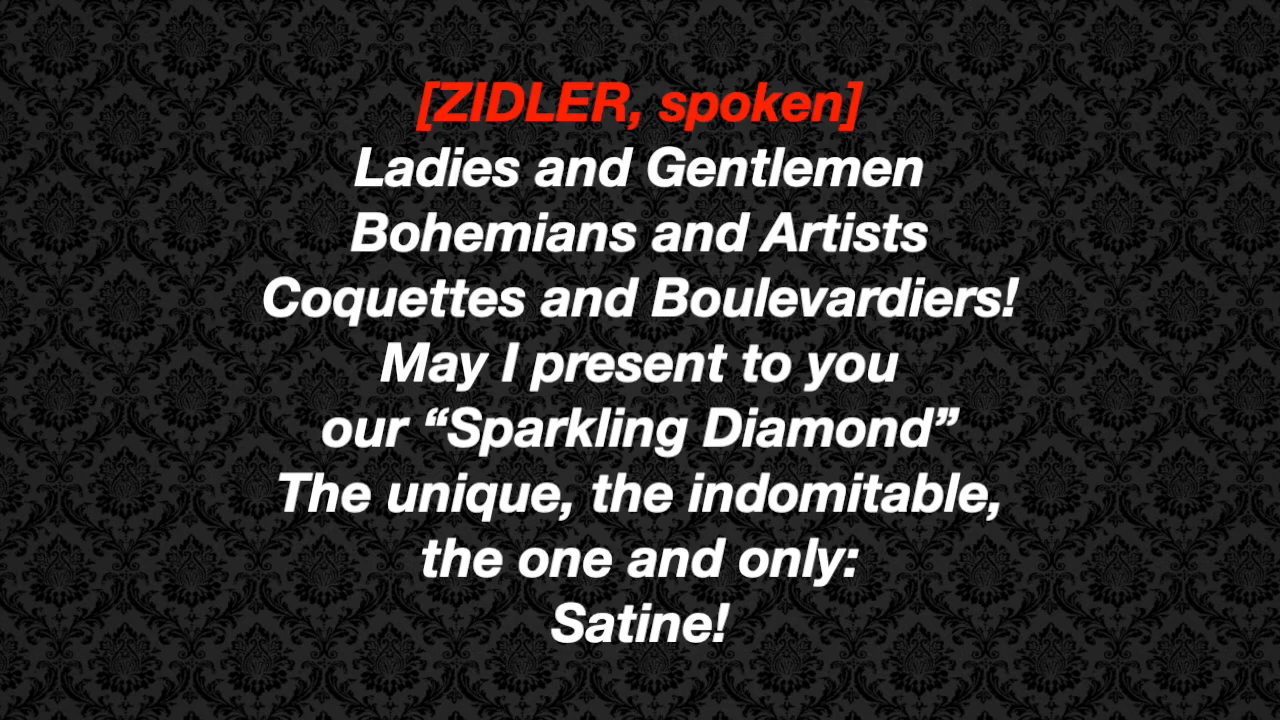 [ZIDLER, spoken]
Ladies and Gentlemen
Bohemians and Artists
Coquettes and Boulevardiers!
May I present to you
our “Sparkling Diamond”
The unique, the indomitable,
the one and only:
Satine!